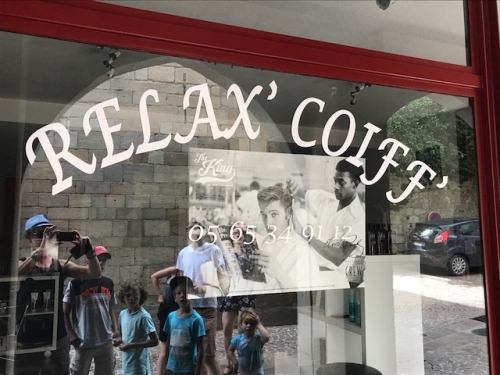 RELAX' COIFF'
The
King
05 65 34 91 12